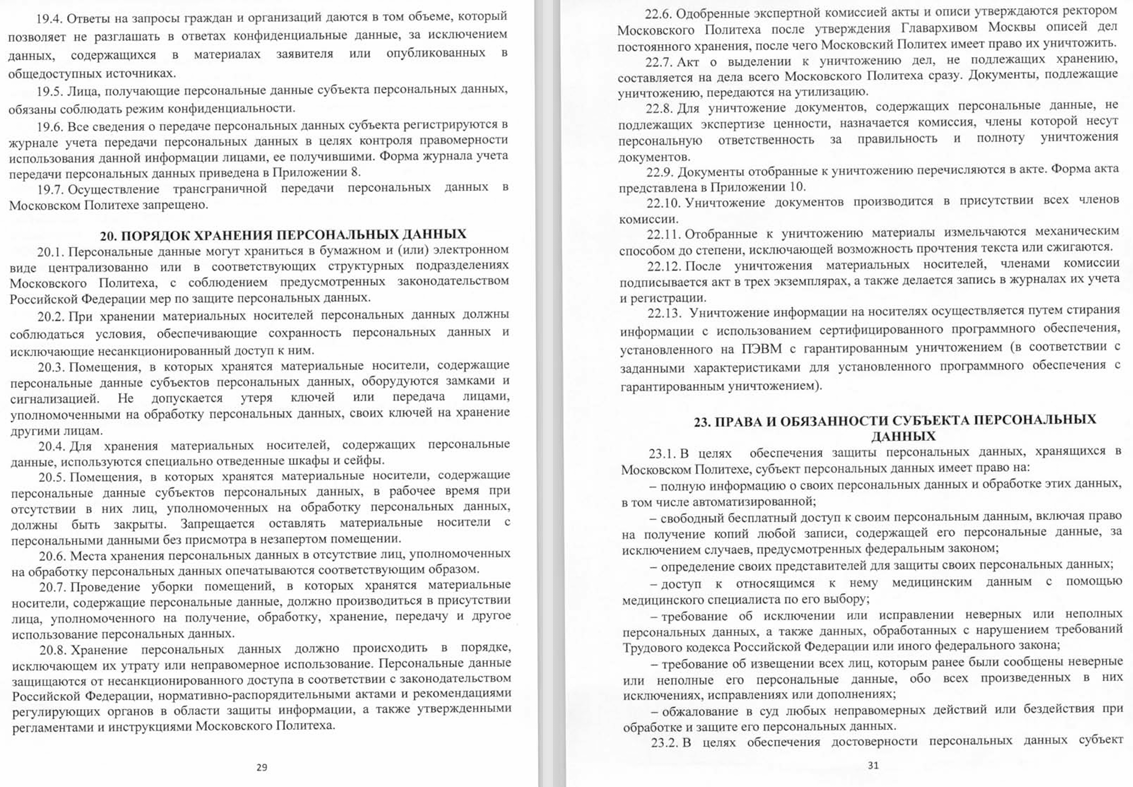 19.4. Ответы на запросы граждан и организаций даются в том объеме, который
позволяет не разглашать в ответах конфиденциальные данные, за исключением
данных, содержащихся в материалах заявителя или опубликованных в
общедоступных источниках.
19.5. Лица, получающие персональные данные субъекта персональных данных,
обязаны соблюдать режим конфиденциальности.
19.6. Все сведения о передаче персональных данных субъекта регистрируются в
журнале учета передачи персональных данных в целях контроля правомерности
использования данной информации лицами, ее получившими. Форма журнала учета
передачи персональных данных приведена в Приложении 8.
19.7. Осуществление трансграничной передачи персональных данных в
Московском Политехе запрещено.
20. ПОРЯДОК ХРАНЕНИЯ ПЕРСОНАЛЬНЫХ ДАННЫХ
20.1. Персональные данные могут храниться в бумажном и (или) электронном
виде централизованно или в соответствующих структурных подразделениях
Московского Политеха, с соблюдением предусмотренных законодательством
Российской Федерации мер по защите персональных данных.
20.2. При хранении материальных носителей персональных данных должны
соблюдаться условия, обеспечивающие сохранность персональных данных и
исключающие несанкционированный доступ к ним.
20.3. Помещения, в которых хранятся материальные носители, содержащие
персональные данные субъектов персональных данных, оборудуются замками и
сигнализацией. Не допускается утеря ключей или передача лицами,
уполномоченными на обработку персональных данных, своих ключей на хранение
другими лицам.
20.4. Для хранения материальных носителей, содержащих персональные
данные, используются специально отведенные шкафы и сейфы.
20.5. Помещения, в которых хранятся материальные носители, содержащие
персональные данные субъектов персональных данных, в рабочее время при
отсутствии в них лиц, уполномоченных на обработку персональных данных,
должны быть закрыты. Запрещается оставлять материальные носители с
персональными данными без присмотра в незапертом помещении.
20.6. Места хранения персональных данных в отсутствие лиц, уполномоченных
на обработку персональных данных опечатываются соответствующим образом.
20.7. Проведение уборки помещений, в которых хранятся материальные
носители, содержащие персональные данные, должно производиться в присутствии
лица, уполномоченного на получение, обработку, хранение, передачу и другое
использование персональных данных.
20.8. Хранение персональных данных должно происходить в порядке,
исключающем их утрату или неправомерное использование. Персональные данные
защищаются от несанкционированного доступа в соответствии с законодательством
Российской Федерации, нормативно-распорядительными актами и рекомендациями
регулирующих органов в области защиты информации, а также утвержденными
регламентами и инструкциями Московского Политеха.
29
22.6. Одобренные экспертной комиссией акты и описи утверждаются ректором
Московского Политеха после утверждения Главархивом Москвы описей дел
постоянного хранения, после чего Московский Политех имеет право их уничтожить.
22.7. Акт о выделении к уничтожению дел, не подлежащих хранению,
составляется на дела всего Московского Политеха сразу. Документы, подлежащие
уничтожению, передаются на утилизацию.
22.8. Для уничтожение документов, содержащих персональные данные, не
подлежащих экспертизе ценности, назначается комиссия, члены которой несут
персональную ответственность за правильность и полноту уничтожения
документов.
22.9. Документы отобранные к уничтожению перечисляются в акте. Форма акта
представлена в Приложении 10.
22.10. Уничтожение документов производится в присутствии всех членов
комиссии.
22.11. Отобранные к уничтожению материалы измельчаются механическим
способом до степени, исключающей возможность прочтения текста или сжигаются.
22.12. После уничтожения материальных носителей, членами комиссии
подписывается акт в трех экземплярах, а также делается запись в журналах их учета
и регистрации.
22.13. Уничтожение информации на носителях осуществляется путем стирания
информации с использованием сертифицированного программного обеспечения,
установленного на ПЭВМ с гарантированным уничтожением (в соответствии с
заданными характеристиками для установленного программного обеспечения с
гарантированным уничтожением).
23. ПРАВА И ОБЯЗАННОСТИ СУБЪЕКТА ПЕРСОНАЛЬНЫХ
ДАННЫХ
23.1. В целях обеспечения защиты персональных данных, хранящихся в
Московском Политехе, субъект персональных данных имеет право на:
– полную информацию о своих персональных данных и обработке этих данных,
в том числе автоматизированной;
– свободный бесплатный доступ к своим персональным данным, включая право
на получение копий любой записи, содержащей его персональные данные, за
исключением случаев, предусмотренных федеральным законом;
– определение своих представителей для защиты своих персональных данных;
– доступ к относящимся к нему медицинским данным с помощью
медицинского специалиста по его выбору;
– требование об исключении или исправлении неверных или неполных
персональных данных, а также данных, обработанных с нарушением требований
Трудового кодекса Российской Федерации или иного федерального закона;
– требование об извещении всех лиц, которым ранее были сообщены неверные
или неполные его персональные данные, обо всех произведенных в них
исключениях, исправлениях или дополнениях;
– обжалование в суд любых неправомерных действий или бездействия при
обработке и защите его персональных данных.
23.2. В целях обеспечения достоверности персональных данных субъект
31